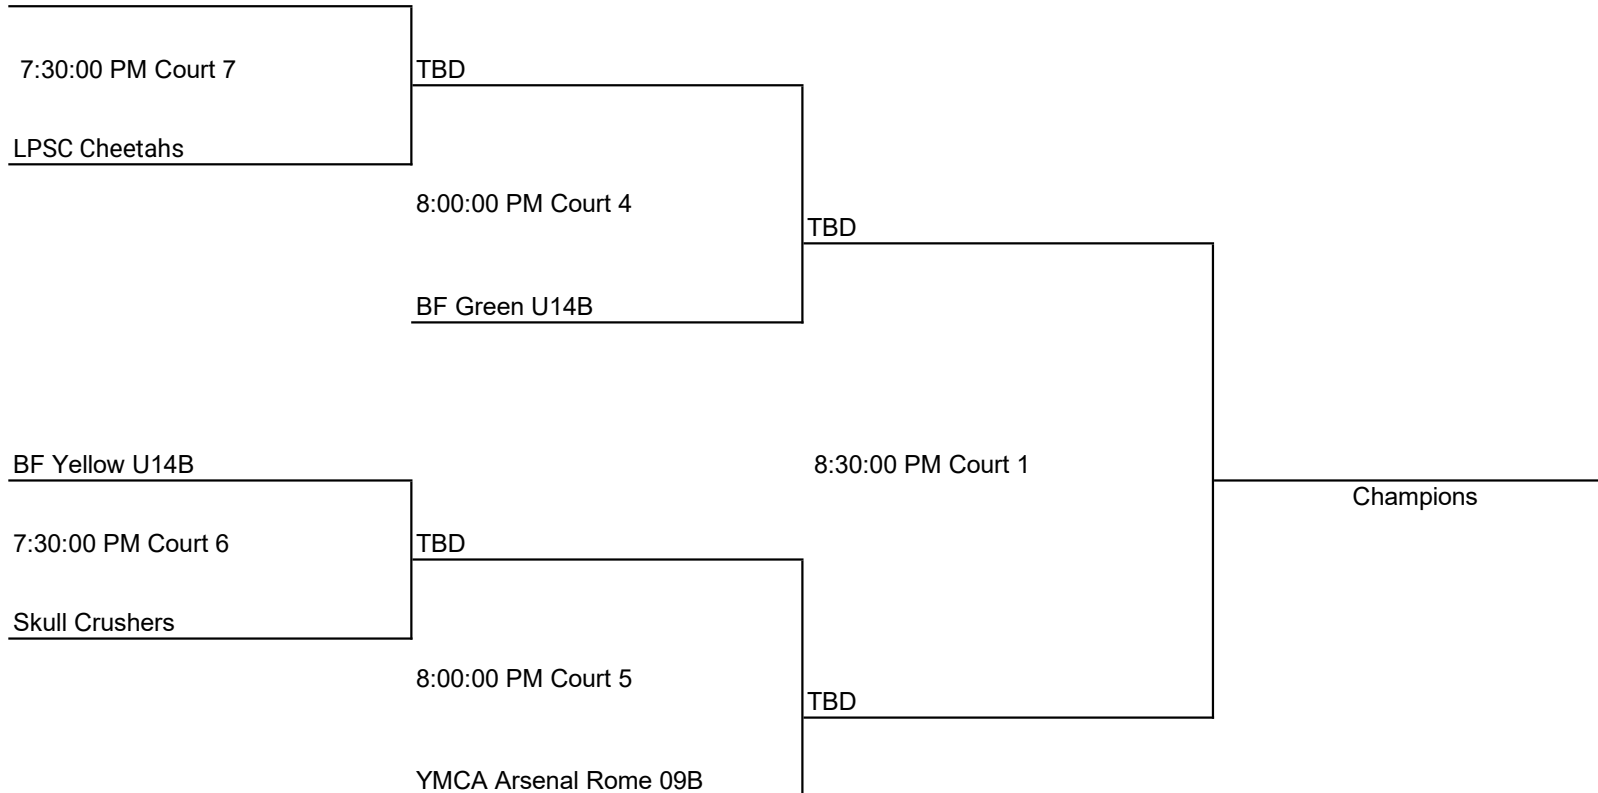 7:30:00 PM Court 7
TBD
LPSC Cheetahs
8:00:00 PM Court 4
TBD
BF Green U14B
BF Yellow U14B
8:30:00 PM Court 1
Champions
7:30:00 PM Court 6
TBD
Skull Crushers
8:00:00 PM Court 5
TBD
YMCA Arsenal Rome 09B